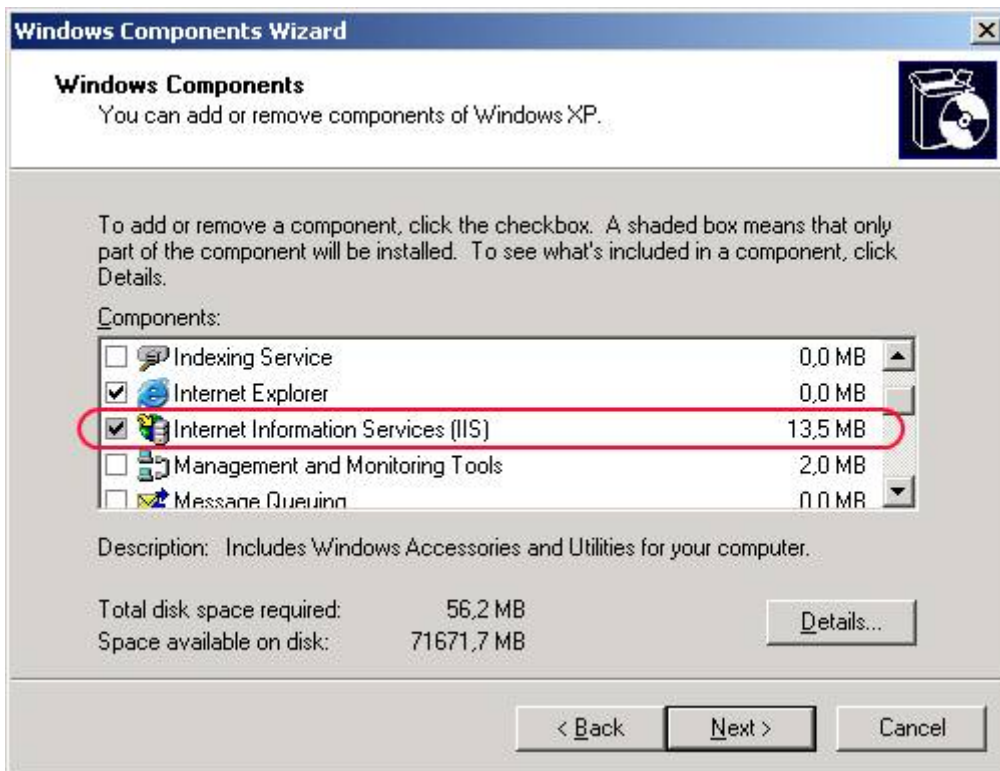 Windows Components Wizard
Windows Components
You can add or remove components of Windows XP.
To add or remove a component, click the checkbox. A shaded box means that only
part of the component will be installed. To see what's included in a component, click
Details.
Components:
Indexing Service 0,0 MB
Internet Explorer 0,0 MB
Internet Information Services (IIS) 13,5 MB
Management and Monitoring Tools 2,0 MB
Message Queuing 0,0 MB
Description: Includes Windows Accessories and Utilities for your computer.
Total disk space required: 56,2 MB
Space available on disk: 71671,7 MB
Details...
< Back Next > Cancel